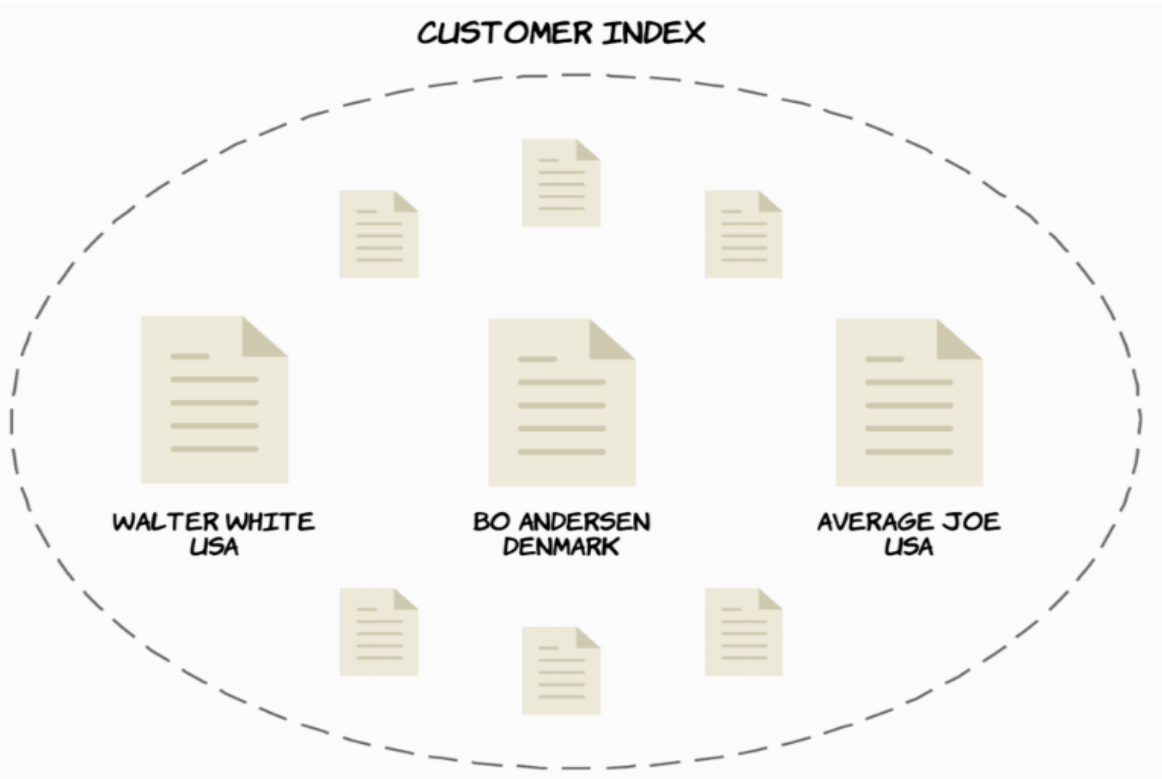 CUSTOMER INDEX
WALTER WHITE
USA
BO ANDERSEN
DENMARK
AVERAGE JOE
USA